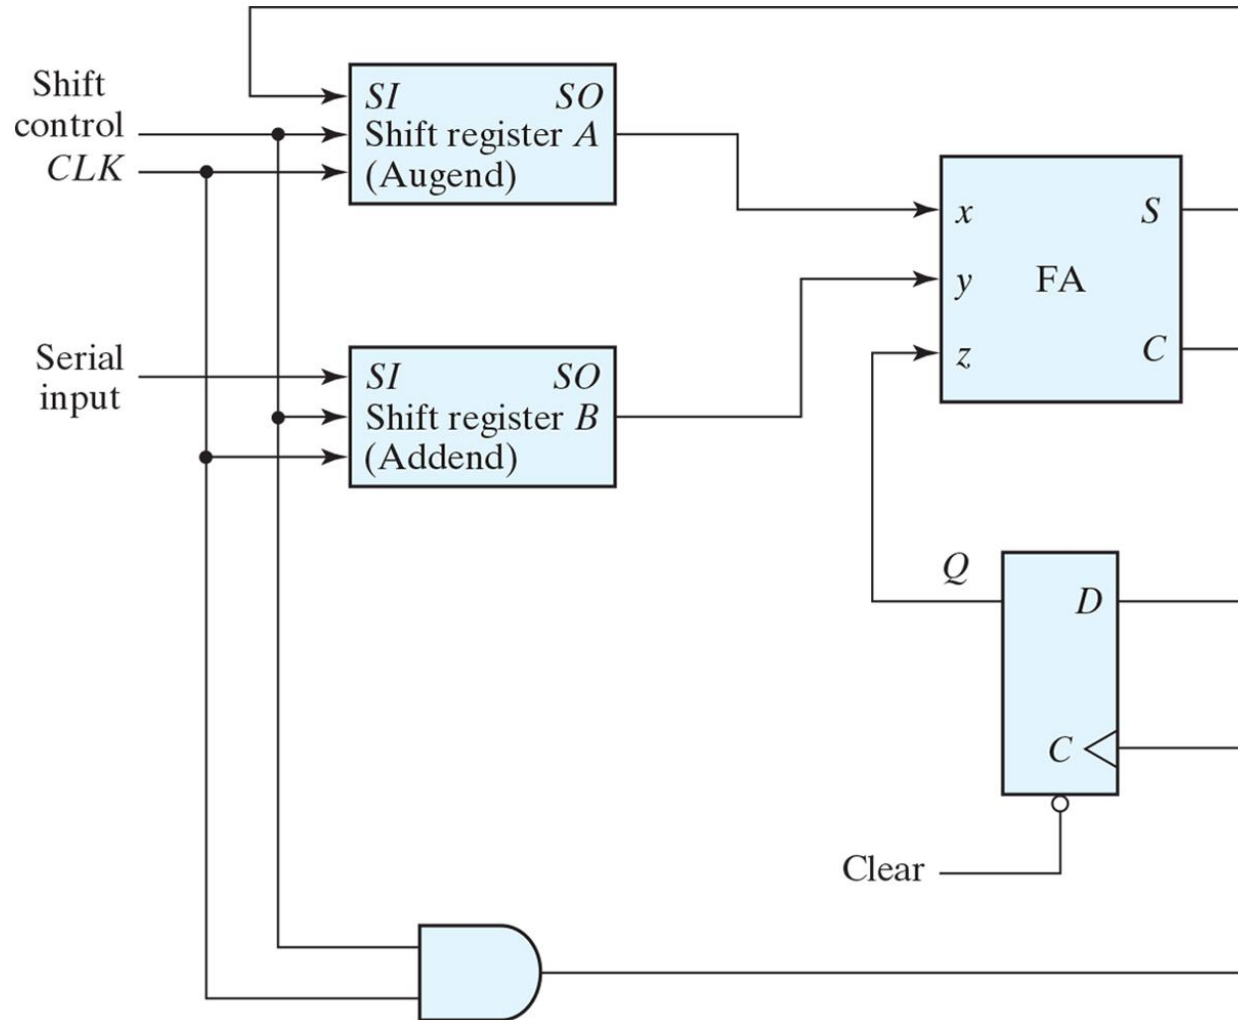 Shift
control
CLK
SI SO
Shift register A
(Augend)
Serial
input
SI SO
Shift register B
(Addend)
x S
y FA
z C
Q
D
C
Clear